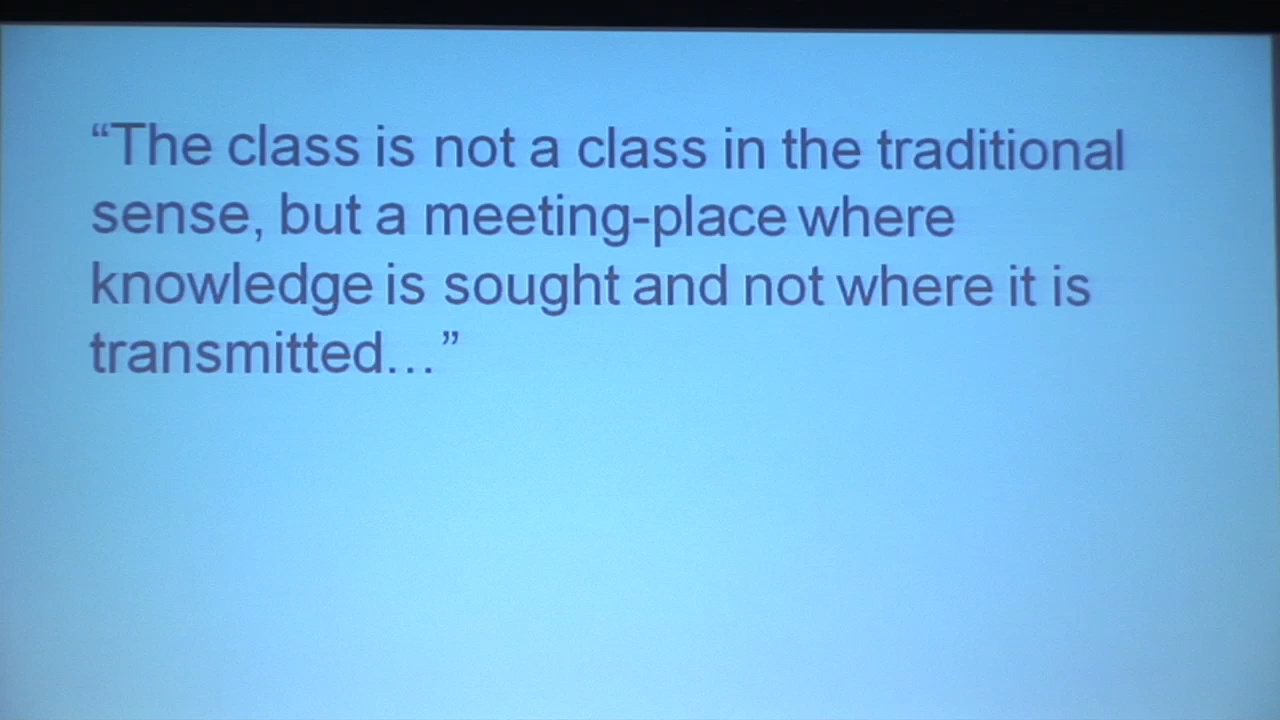 “The class is not a class in the traditional
sense, but a meeting-place where
knowledge is sought and not where it is
transmitted…”